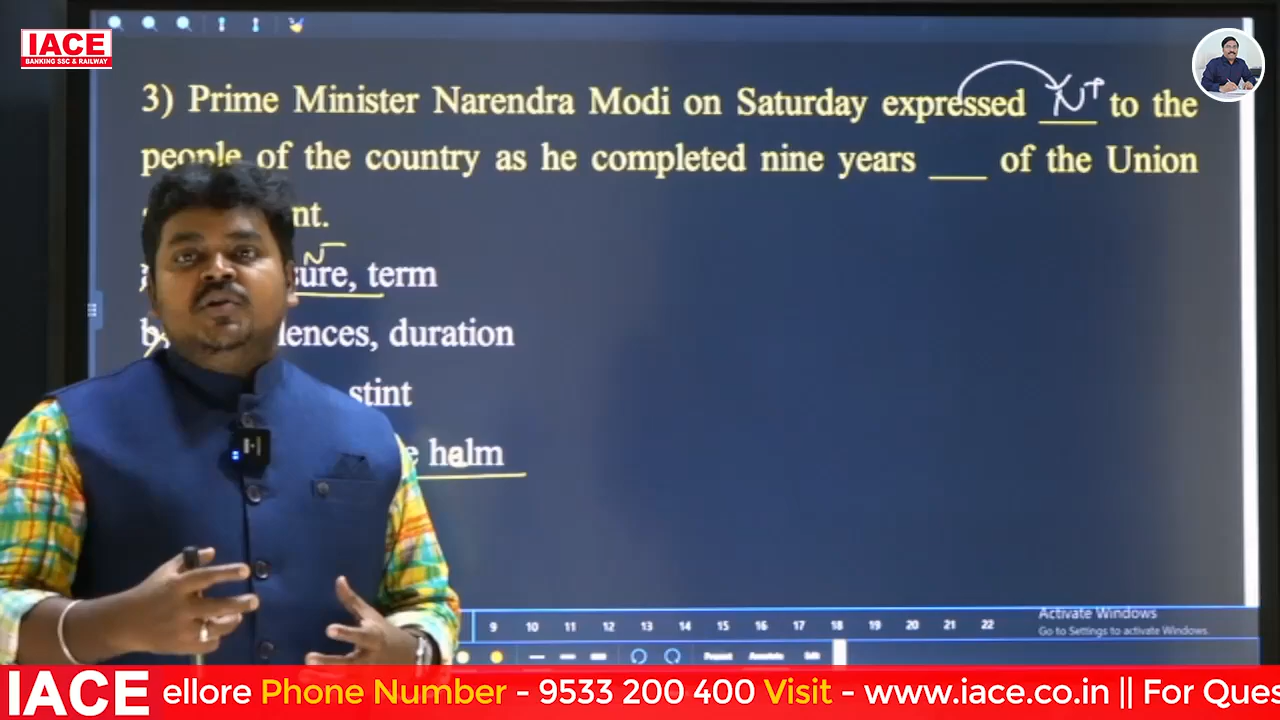 IACE
BANKING SSC & RAILWAY
3) Prime Minister Narendra Modi on Saturday expressed ___ N+ to the
people of the country as he completed nine years ___ of the Union
nt.
N
sure, term
b) lences, duration
stint
e halm
9 10 11 12 13 14 15 16 17 18 19 20 21 22
Activate Windows
Go to Settings to activate Windows.
IACE ellore Phone Number - 9533 200 400 Visit - www.iace.co.in || For Ques